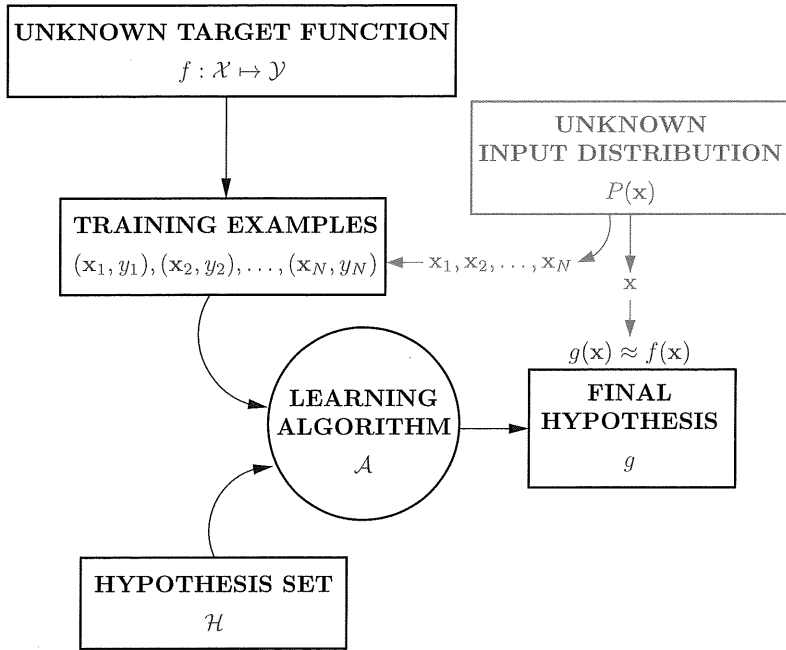 UNKNOWN TARGET FUNCTION
f : 𝒳 ↦ 𝒴
UNKNOWN
INPUT DISTRIBUTION
P(x)
TRAINING EXAMPLES
(x₁, y₁), (x₂, y₂), . . . , (x_N, y_N)
x₁, x₂, . . . , x_N
x
g(x) ≈ f(x)
LEARNING
ALGORITHM
𝒜
FINAL
HYPOTHESIS
g
HYPOTHESIS SET
ℋ